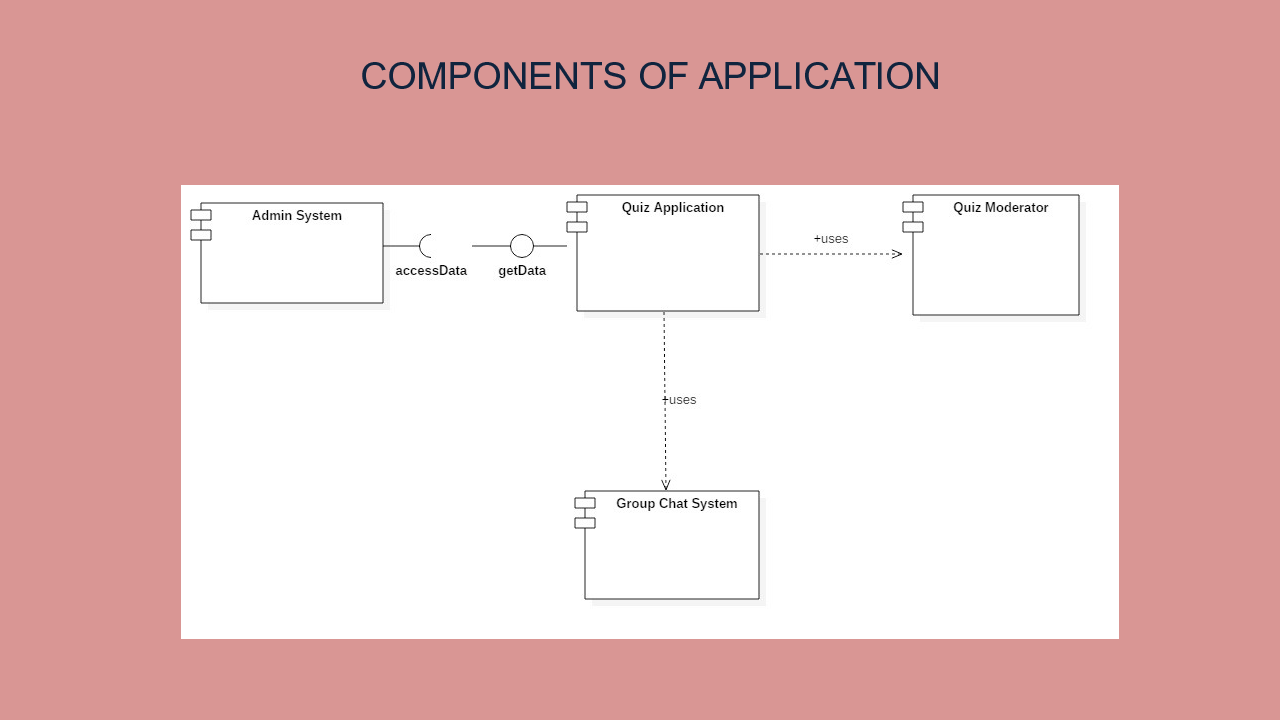 COMPONENTS OF APPLICATION
Admin System
accessData
getData
Quiz Application
+uses
Quiz Moderator
+uses
Group Chat System